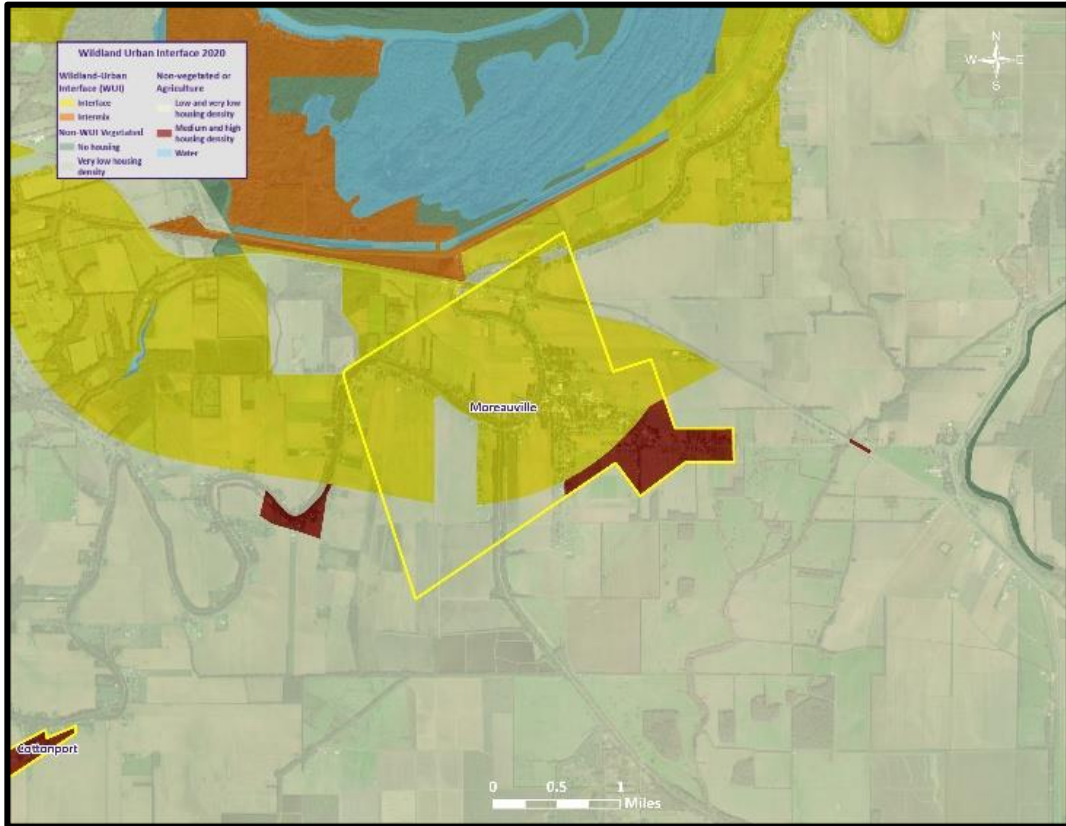 Wildland Urban Interface 2020
Wildland-Urban
Interface (WUI)
Interface
Intermix
Non-WUI Vegetated
No housing
Very low housing
density
Non-vegetated or
Agriculture
Low and very low
housing density
Medium and high
housing density
Water
N
W E
S
Moreauville
Cottonport
0 0.5 1
Miles